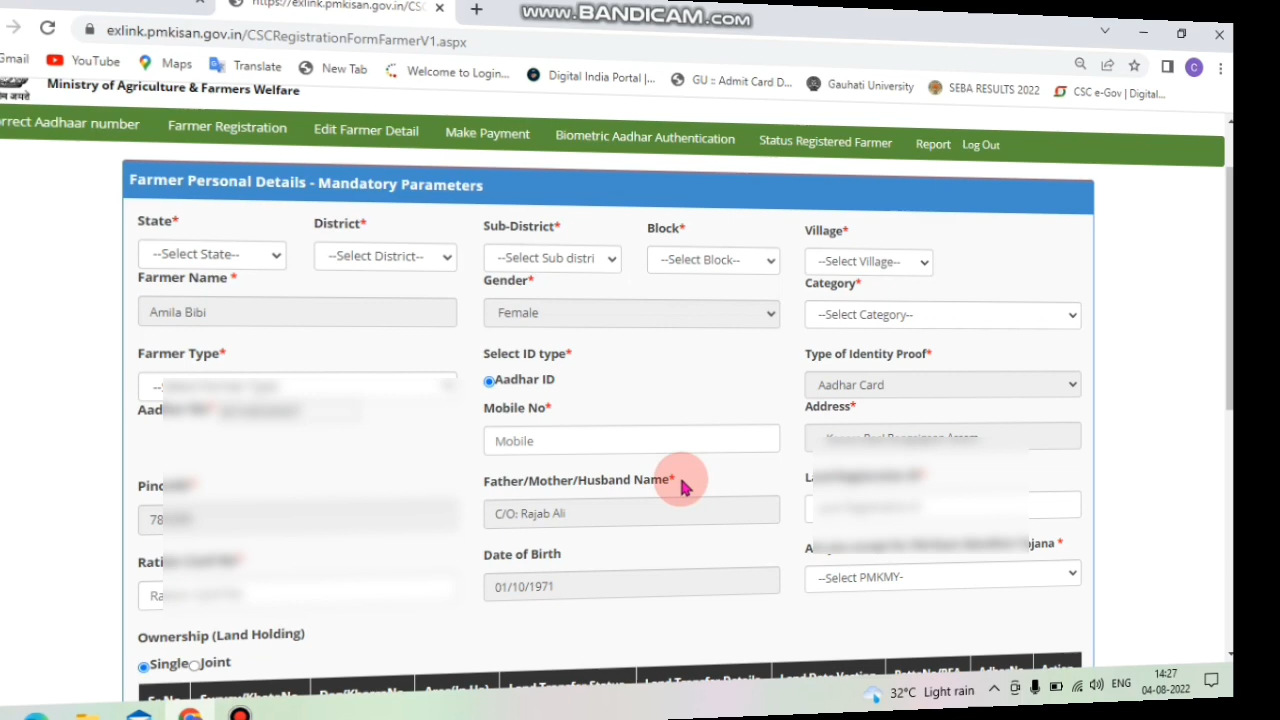 www.BANDICAM.com
https://exlink.pmkisan.gov.in/CSC
exlink.pmkisan.gov.in/CSCRegistrationFormFarmerV1.aspx
Gmail YouTube Maps Translate New Tab Welcome to Login... Digital India Portal |... GU :: Admit Card D... Gauhati University SEBA RESULTS 2022 CSC e-Gov | Digital...
Ministry of Agriculture & Farmers Welfare
orrect Aadhaar number Farmer Registration Edit Farmer Detail Make Payment Biometric Aadhar Authentication Status Registered Farmer Report Log Out
Farmer Personal Details - Mandatory Parameters
State* District* Sub-District* Block* Village*
--Select State-- --Select District-- --Select Sub distri --Select Block-- --Select Village--
Farmer Name * Gender* Category*
Amila Bibi Female --Select Category--
Farmer Type* Select ID type* Type of Identity Proof*
Aadhar ID Aadhar Card
Mobile No* Address*
Mobile
Father/Mother/Husband Name*
78 C/O: Rajab Ali
Date of Birth
01/10/1971 --Select PMKMY-
Ownership (Land Holding)
Single Joint
32°C Light rain ENG 14:27
04-08-2022